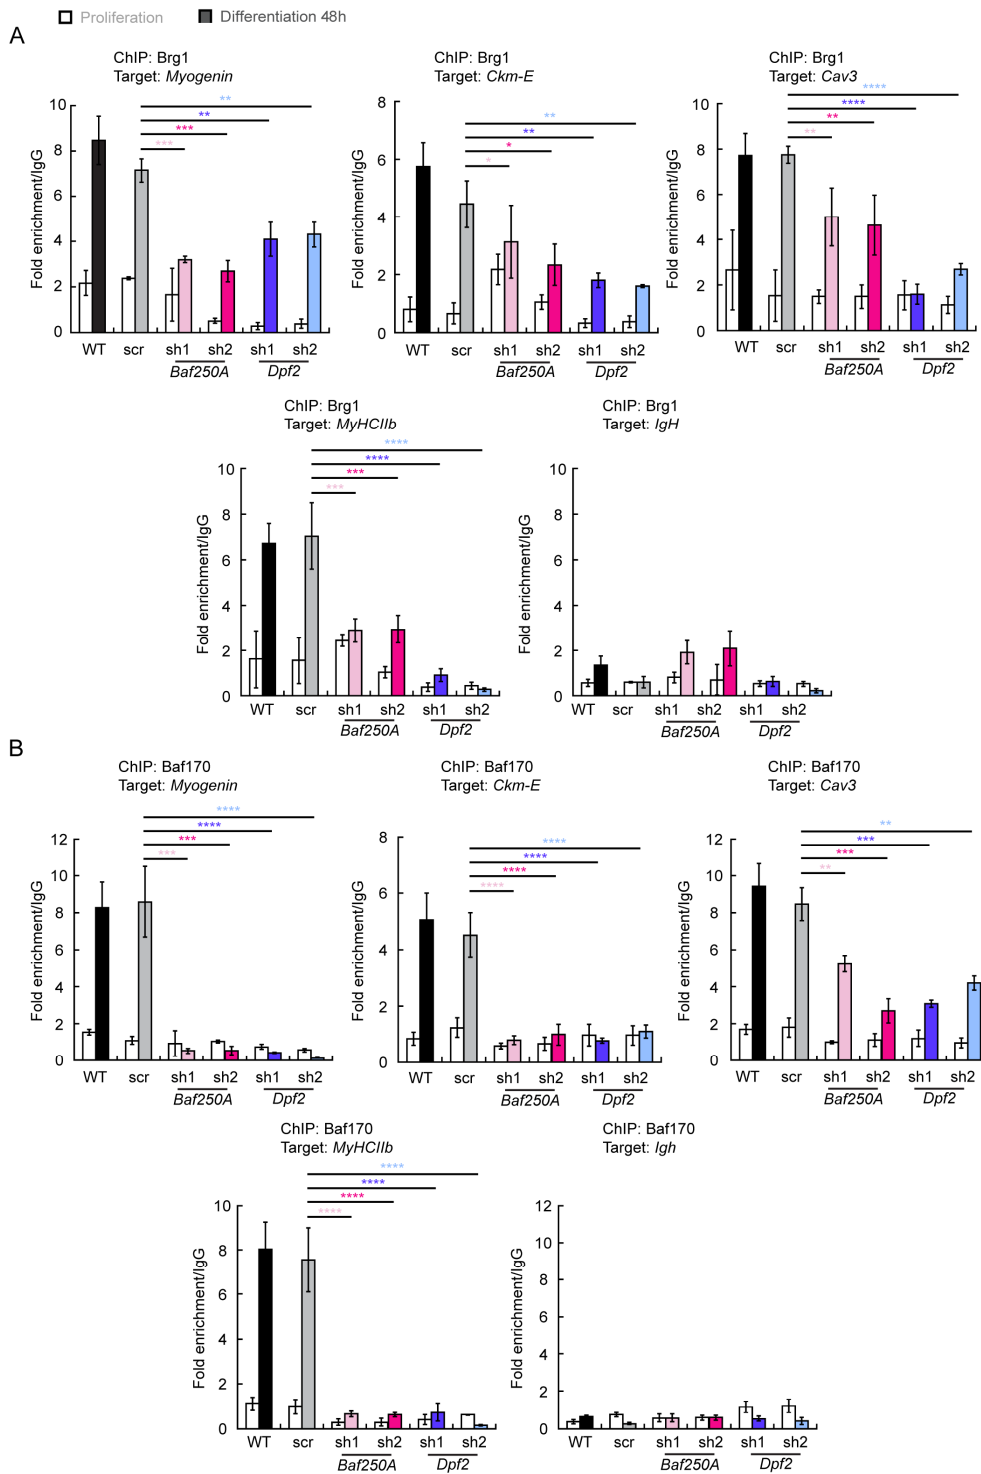 Proliferation Differentiation 48h
A
ChIP: Brg1
Target: Myogenin
** 
**
***
***
Fold enrichment/IgG
10
8
6
4
2
0
WT scr sh1 sh2 sh1 sh2
Baf250A Dpf2
ChIP: Brg1
Target: Ckm-E
**
**
*
*
Fold enrichment/IgG
8
6
4
2
0
WT scr sh1 sh2 sh1 sh2
Baf250A Dpf2
ChIP: Brg1
Target: Cav3
****
****
**
**
Fold enrichment/IgG
10
8
6
4
2
0
WT scr sh1 sh2 sh1 sh2
Baf250A Dpf2
ChIP: Brg1
Target: MyHCIIb
****
****
***
***
Fold enrichment/IgG
10
8
6
4
2
0
WT scr sh1 sh2 sh1 sh2
Baf250A Dpf2
ChIP: Brg1
Target: IgH
Fold enrichment/IgG
10
8
6
4
2
0
WT scr sh1 sh2 sh1 sh2
Baf250A Dpf2
B
ChIP: Baf170
Target: Myogenin
****
****
***
***
Fold enrichment/IgG
12
10
8
6
4
2
0
WT scr sh1 sh2 sh1 sh2
Baf250A Dpf2
ChIP: Baf170
Target: Ckm-E
****
****
****
****
Fold enrichment/IgG
8
6
4
2
0
WT scr sh1 sh2 sh1 sh2
Baf250A Dpf2
ChIP: Baf170
Target: Cav3
**
***
***
**
Fold enrichment/IgG
12
10
8
6
4
2
0
WT scr sh1 sh2 sh1 sh2
Baf250A Dpf2
ChIP: Baf170
Target: MyHCIIb
****
****
****
****
Fold enrichment/IgG
10
8
6
4
2
0
WT scr sh1 sh2 sh1 sh2
Baf250A Dpf2
ChIP: Baf170
Target: Igh
Fold enrichment/IgG
12
10
8
6
4
2
0
WT scr sh1 sh2 sh1 sh2
Baf250A Dpf2